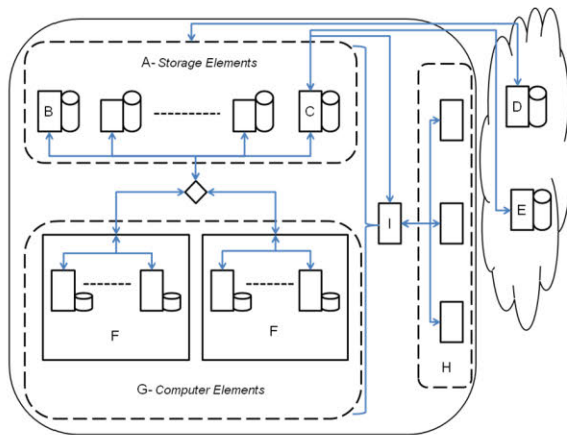 A- Storage Elements
B
C
D
E
I
F
F
H
G- Computer Elements